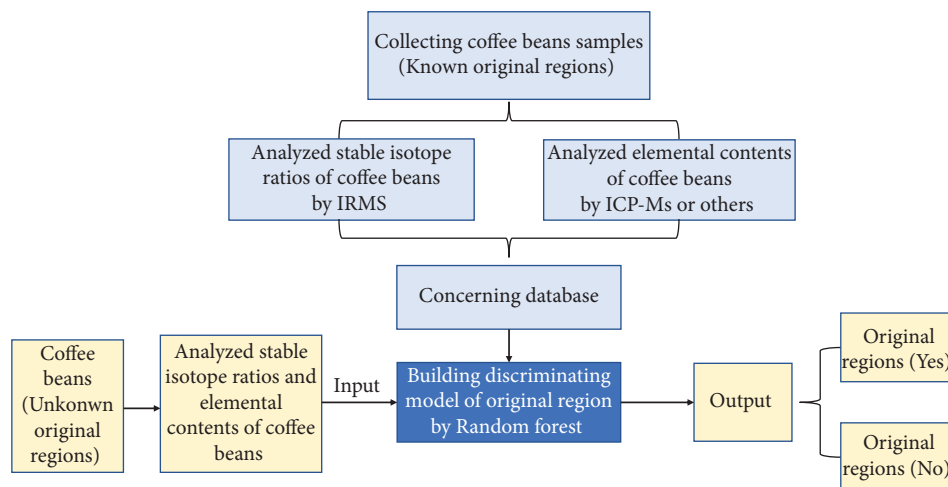 Collecting coffee beans samples
(Known original regions)
Analyzed stable isotope
ratios of coffee beans
by IRMS
Analyzed elemental contents
of coffee beans
by ICP-Ms or others
Concerning database
Coffee
beans
(Unkonwn
original
regions)
Analyzed stable
isotope ratios and
elemental
contents of coffee
beans
Input
Building discriminating
model of original region
by Random forest
Output
Original
regions (Yes)
Original
regions (No)